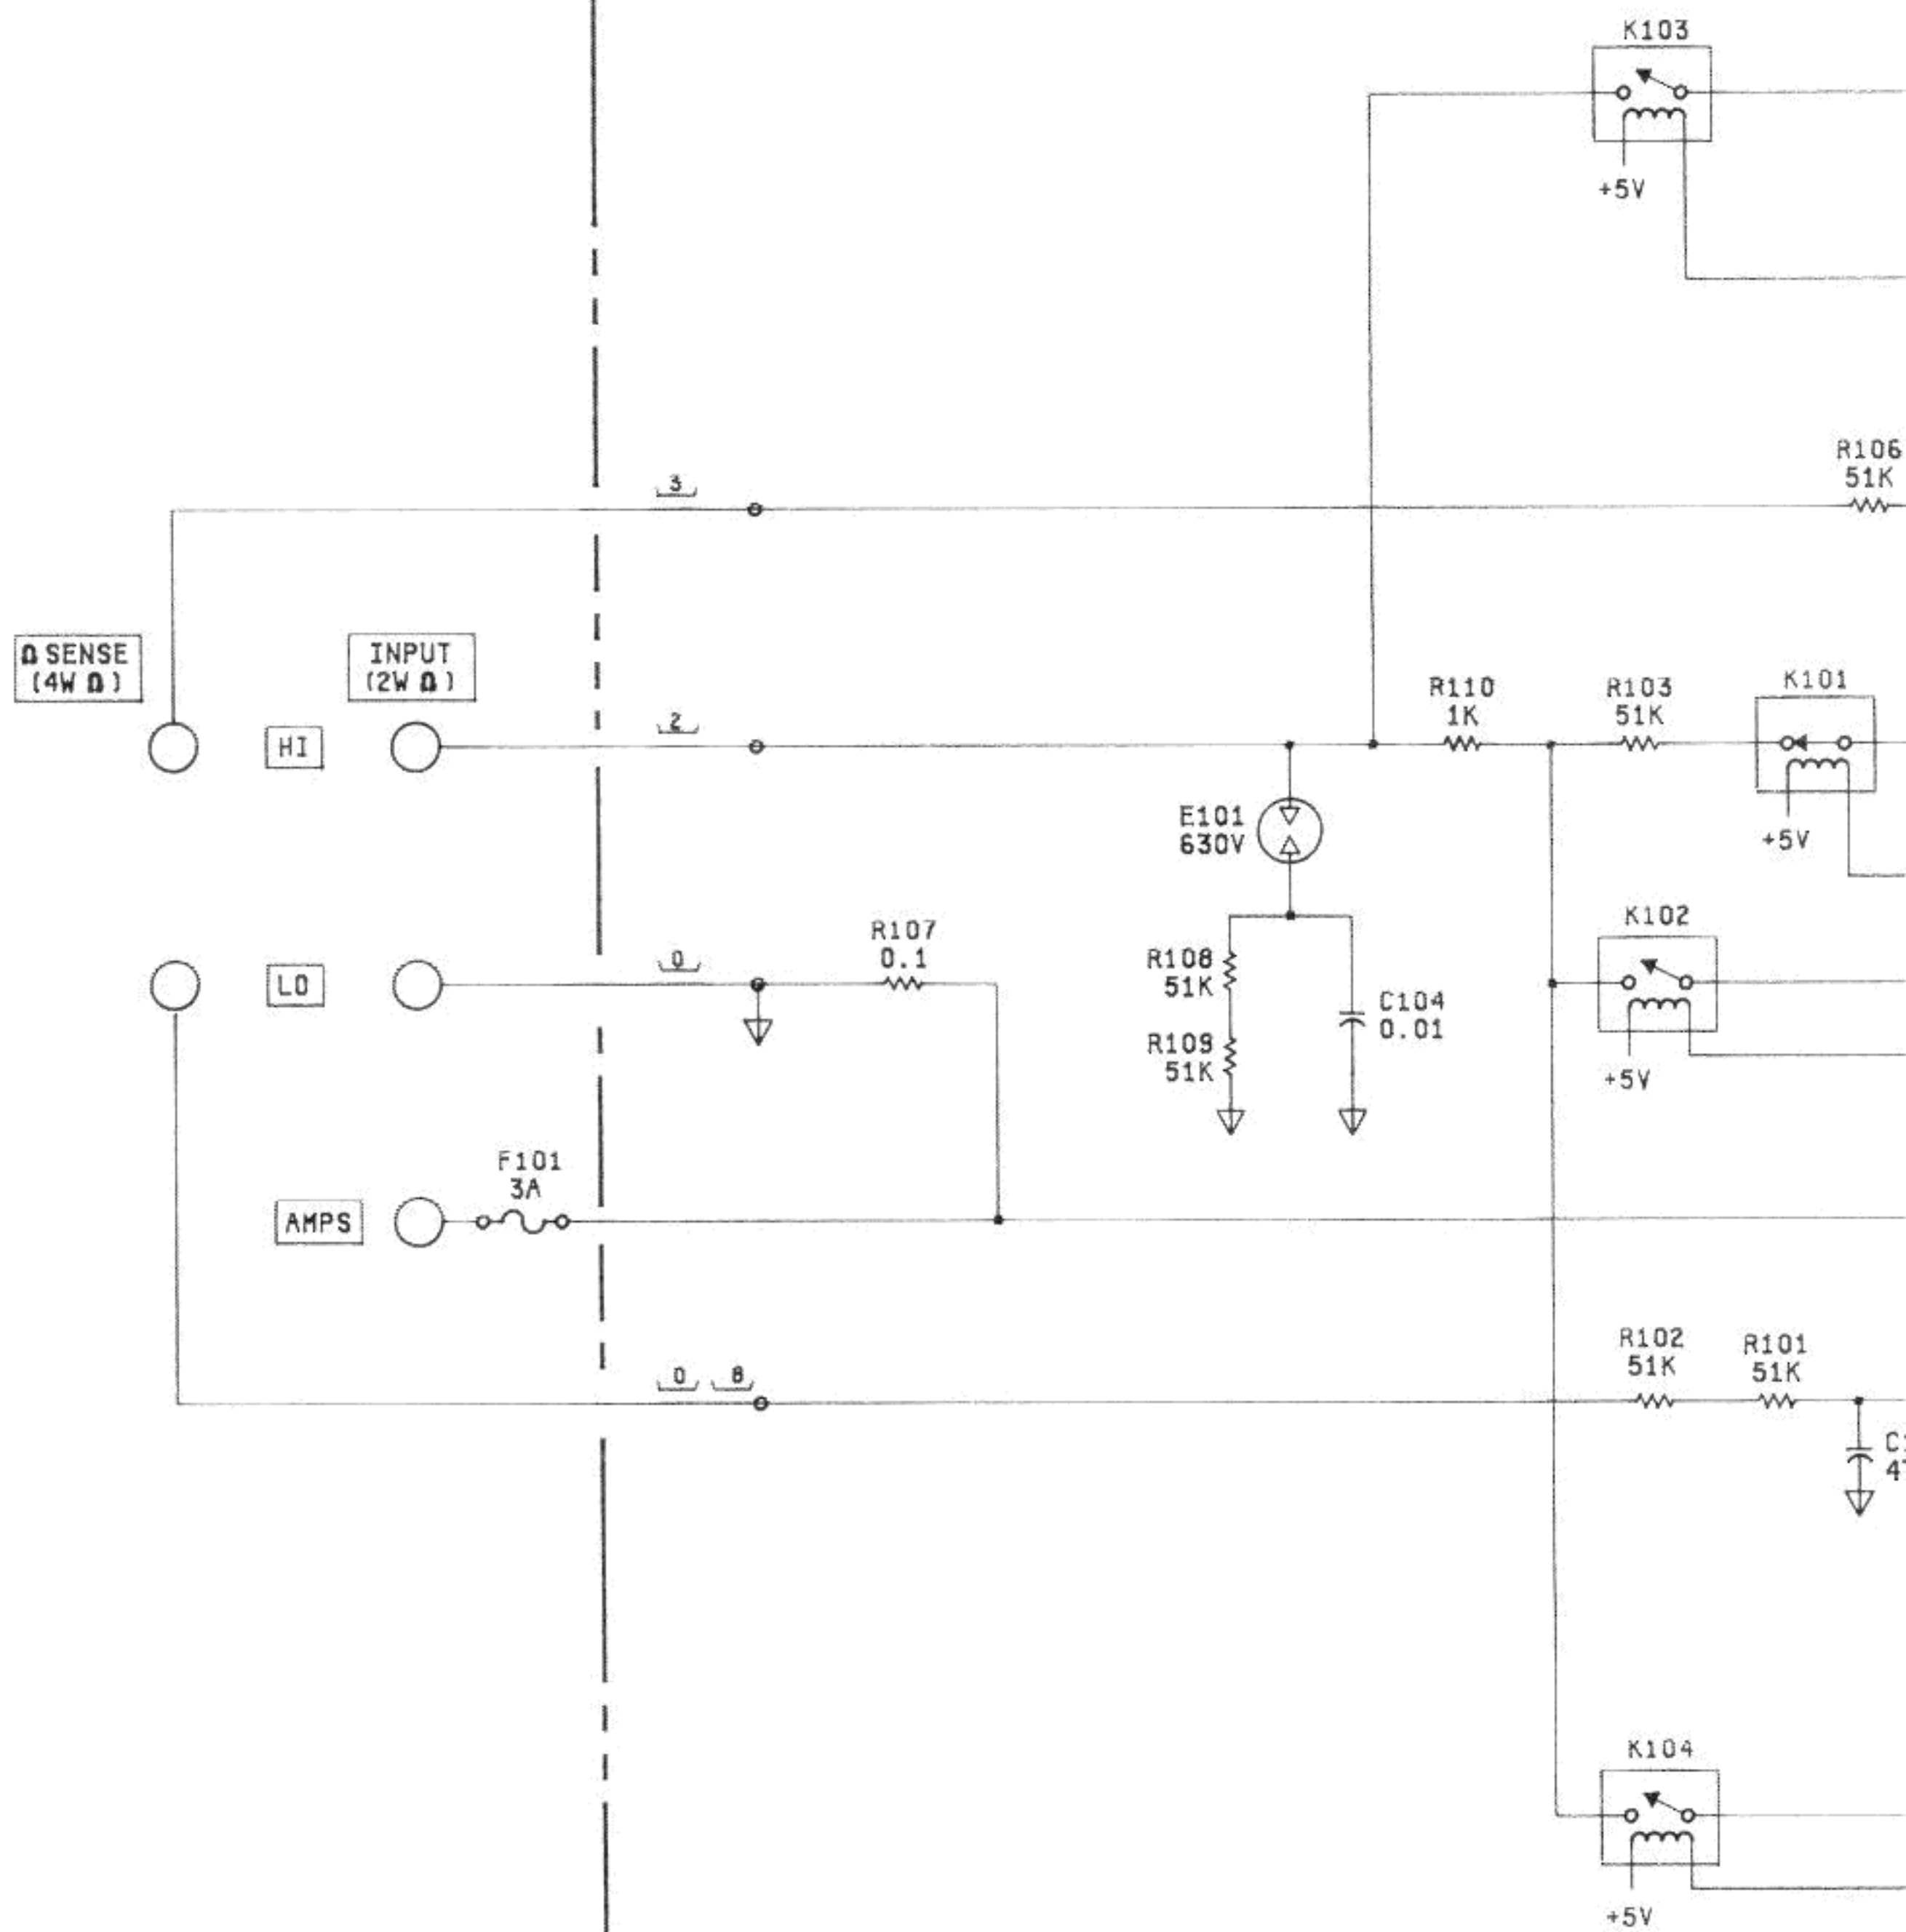 K103
+5V
R106
51K
3
Ω SENSE
(4W Ω)
INPUT
(2W Ω)
HI
2
R110
1K
R103
51K
K101
+5V
E101
630V
K102
+5V
LO
0
R107
0.1
R108
51K
C104
0.01
R109
51K
F101
3A
AMPS
R102
51K
R101
51K
0 8
K104
+5V